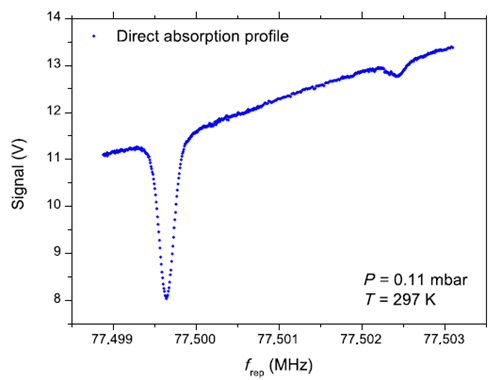 Direct absorption profile
14
13
12
11
10
9
8
Signal (V)
P = 0.11 mbar
T = 297 K
77,499 77,500 77,501 77,502 77,503
frep (MHz)